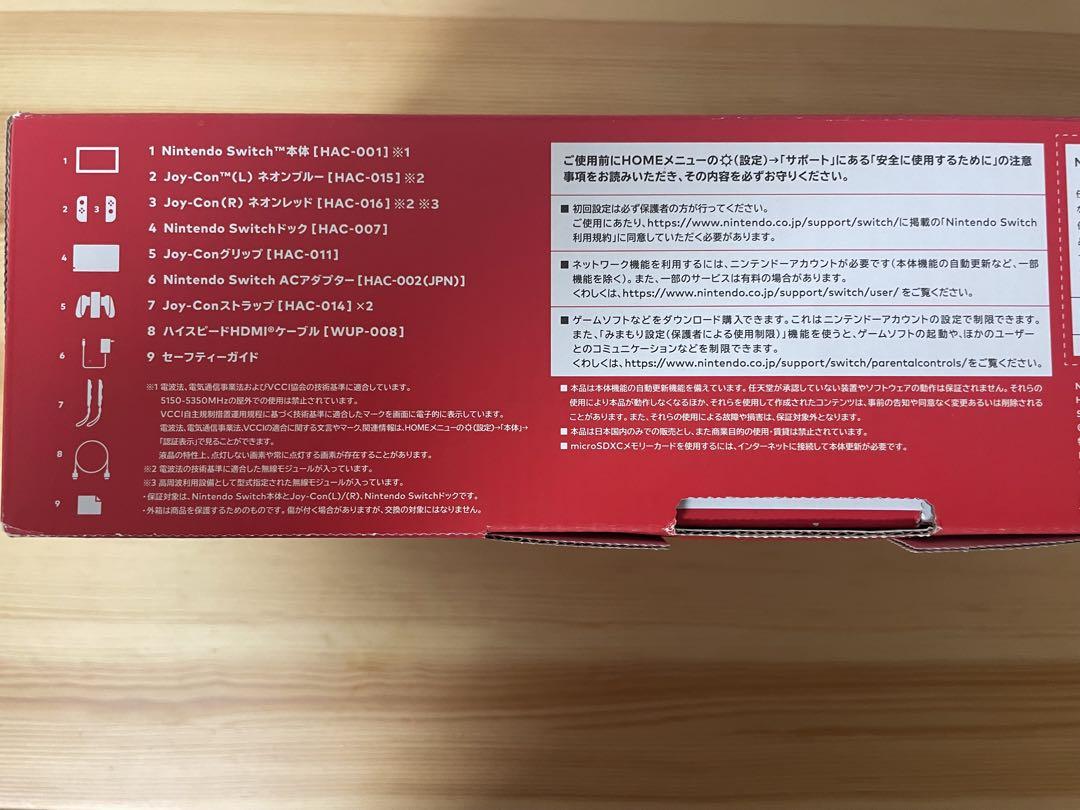 1 Nintendo Switch™本体 [HAC-001] ※1
2 Joy-Con™(L) ネオンブルー [HAC-015] ※2
3 Joy-Con(R) ネオンレッド [HAC-016] ※2 ※3
4 Nintendo Switchドック [HAC-007]
5 Joy-Conグリップ [HAC-011]
6 Nintendo Switch ACアダプター [HAC-002(JPN)]
7 Joy-Conストラップ [HAC-014] ×2
8 ハイスピードHDMI®ケーブル [WUP-008]
9 セーフティーガイド
1
2
3
4
5
6
7
8
9
※1 電波法、電気通信事業法およびVCCI協会の技術基準に適合しています。
5150-5350MHzの屋外での使用は禁止されています。
VCCI自主規制措置運用規程に基づく技術基準に適合したマークを画面に電子的に表示しています。
電波法、電気通信事業法、VCCIの適合に関する文言やマーク、関連情報は、HOMEメニューの(設定)→「本体」→
「認証表示」で見ることができます。
液晶の特性上、点灯しない画素や常に点灯する画素が存在することがあります。
※2 電波法の技術基準に適合した無線モジュールが入っています。
※3 高周波利用設備として型式指定された無線モジュールが入っています。
・保証対象は、Nintendo Switch本体とJoy-Con(L)/(R)、Nintendo Switchドックです。
・外箱は商品を保護するためのものです。傷が付く場合がありますが、交換の対象にはなりません。
ご使用前にHOMEメニューの(設定)→「サポート」にある「安全に使用するために」の注意
事項をお読みいただき、その内容を必ずお守りください。
■ 初回設定は必ず保護者の方が行ってください。
ご使用にあたり、https://www.nintendo.co.jp/support/switch/に掲載の「Nintendo Switch
利用規約」に同意していただく必要があります。
■ ネットワーク機能を利用するには、ニンテンドーアカウントが必要です(本体機能の自動更新など、一部
機能を除く)。また、一部のサービスは有料の場合があります。
くわしくは、https://www.nintendo.co.jp/support/switch/user/ をご覧ください。
■ ゲームソフトなどをダウンロード購入できます。これはニンテンドーアカウントの設定で制限できます。
また、「みまもり設定(保護者による使用制限)」機能を使うと、ゲームソフトの起動や、ほかのユーザー
とのコミュニケーションなどを制限できます。
くわしくは、https://www.nintendo.co.jp/support/switch/parentalcontrols/をご覧ください。
■ 本品は本体機能の自動更新機能を備えています。任天堂が承認していない装置やソフトウェアの動作は保証されません。それらの
使用により本品が動作しなくなるほか、それらを使用して作成されたコンテンツは、事前の告知や同意なく変更あるいは削除される
ことがあります。また、それらの使用による故障や損害は、保証対象外となります。
■ 本品は日本国内のみでの販売とし、また商業目的の使用・賃貸は禁止されています。
■ microSDXCメモリーカードを使用するには、インターネットに接続して本体更新が必要です。